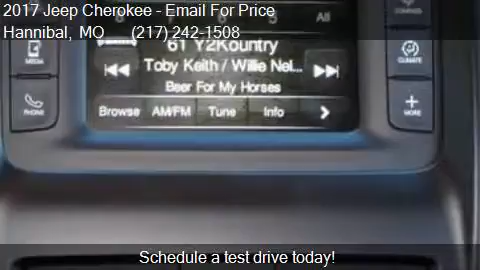 2017 Jeep Cherokee - Email For Price
Hannibal, MO (217) 242-1508
All
61 Y2Kountry
Toby Keith / Willie Nel...
Beer For My Horses
Browse AM/FM Tune Info
MEDIA
PHONE
CLIMATE
MORE
Schedule a test drive today!